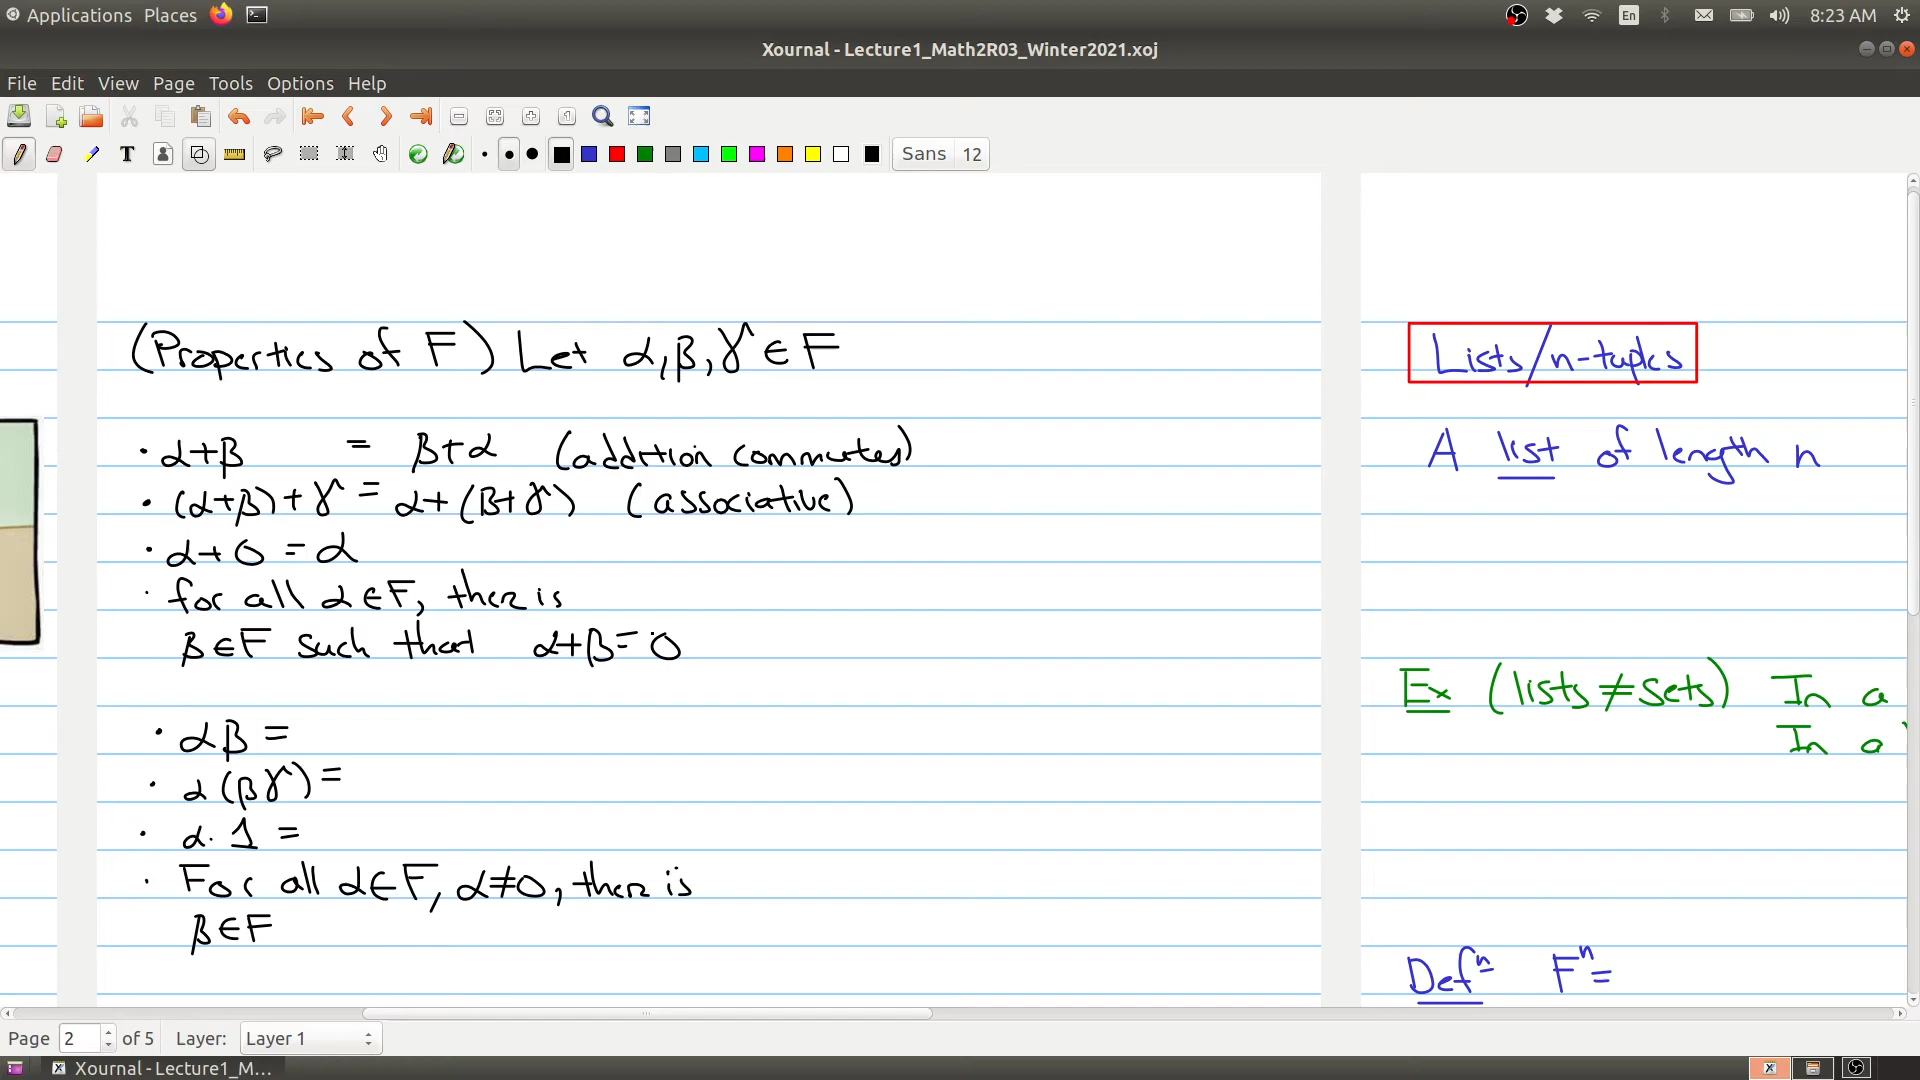 Applications Places En 8:23 AM
Xournal - Lecture1_Math2R03_Winter2021.xoj
File Edit View Page Tools Options Help
T Sans 12
(Properties of F) Let α, β, γ ∈ F
• α+β = β+α (addition commutes)
• (α+β)+γ = α+(β+γ) (associative)
• α+0 = α
• for all α∈F, there is
β∈F such that α+β=0
• αβ =
• α(βγ) =
• α·1 =
• For all α∈F, α≠0, there is
β∈F
Lists/n-tuples
A list of length n
Ex (lists ≠ sets) In a
In a
Defⁿ Fⁿ =
Page 2 of 5 Layer: Layer 1
Xournal - Lecture1_M...